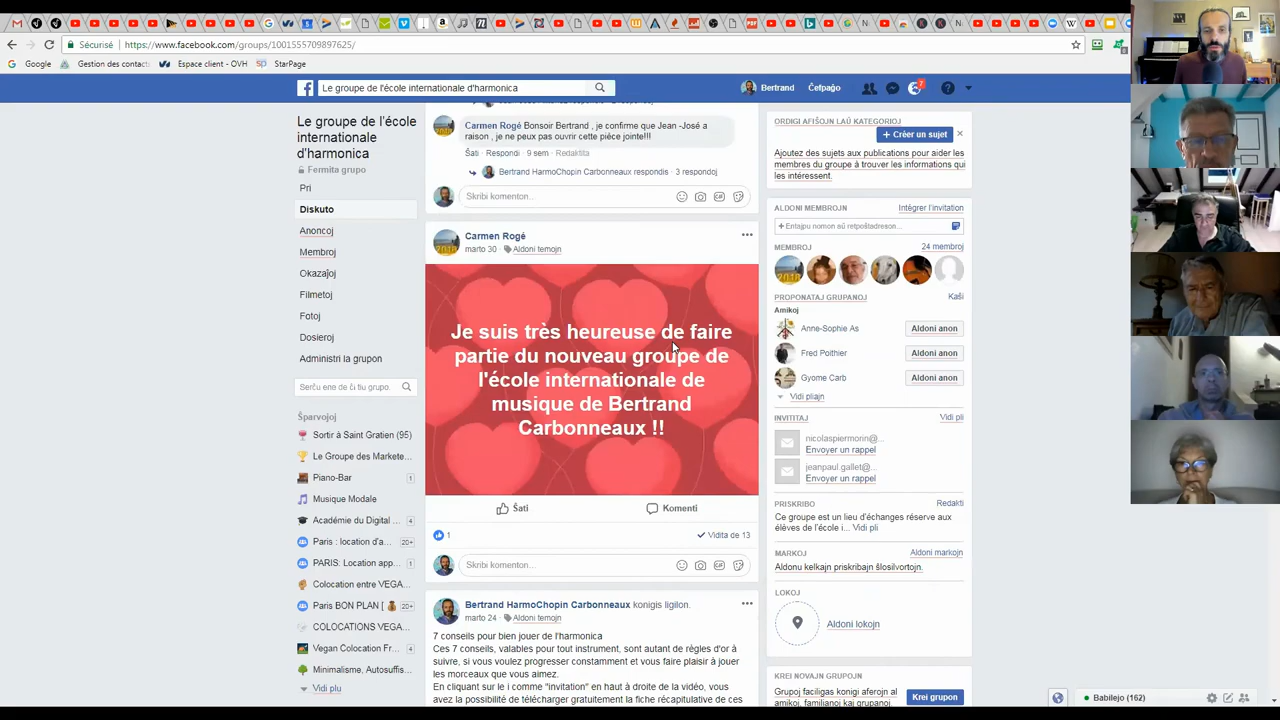 Sécurisé
https://www.facebook.com/groups/1001555709897625/
Google
Gestion des contact
Espace client - OVH
StarPage
Le groupe de l'école internationale d'harmonica
Bertrand
Ĉefpaĝo
7
Le groupe de l'école
internationale
d'harmonica
Fermita grupo
Pri
Diskuto
Anoncoj
Membroj
Okazaĵoj
Filmetoj
Fotoj
Dosieroj
Administri la grupon
Serĉu ene de ĉi tiu grupo
Ŝparvojoj
Sortir à Saint Gratien (95)
Le Groupe des Markete...
Piano-Bar
1
Musique Modale
Académie du Digital ...
4
Paris : location d'a...
20+
PARIS: Location app...
1
Colocation entre VEGA...
Paris BON PLAN [
20+
COLOCATIONS VEGA...
Vegan Colocation Fr...
4
Minimalisme, Autosuffis...
Vidi plu
Carmen Rogé Bonsoir Bertrand , je confirme que Jean -José a
raison , je ne peux pas ouvrir cette pièce jointe!!!
Ŝati · Respondi · 9 sem · Redaktita
Bertrand HarmoChopin Carbonneaux respondis · 3 respondoj
Skribi komenton...
Carmen Rogé
marto 30 · Aldoni temojn
Je suis très heureuse de faire
partie du nouveau groupe de
l'école internationale de
musique de Bertrand
Carbonneaux !!
Ŝati
Komenti
1
Vidita de 13
Skribi komenton...
Bertrand HarmoChopin Carbonneaux konigis ligilon.
marto 24 · Aldoni temojn
7 conseils pour bien jouer de l'harmonica
Ces 7 conseils, valables pour tout instrument, sont autant de règles d'or à
suivre, si vous voulez progresser constamment et vous faire plaisir à jouer
les morceaux que vous aimez.
En cliquant sur le i comme "invitation" en haut à droite de la vidéo, vous
avez la possibilité de télécharger gratuitement la fiche récapitulative de ces
ORDIGI AFIŜOJN LAŬ KATEGORIOJ
+ Créer un sujet
Ajoutez des sujets aux publications pour aider les
membres du groupe à trouver les informations qui
les intéressent.
ALDONI MEMBROJN
Intégrer l'invitation
+ Entajpu nomon aŭ retpoŝtadreson...
MEMBROJ
24 membroj
PROPONATAJ GRUPANOJ
Kaŝi
Amikoj
Anne-Sophie As
Aldoni anon
Fred Poithier
Aldoni anon
Gyome Carb
Aldoni anon
Vidi pliajn
INVITITAJ
Vidi pli
nicolaspiermorin@...
Envoyer un rappel
jeanpaul.gallet@...
Envoyer un rappel
PRISKRIBO
Redakti
Ce groupe est un lieu d'échanges réserve aux
élèves de l'école i... Vidi pli
MARKOJ
Aldoni markojn
Aldonu kelkajn priskribajn ŝlosilvortojn.
LOKOJ
Aldoni lokojn
KREI NOVAJN GRUPOJN
Grupoj faciligas konigi aferojn al
amikoj, familianoj kaj grupanoj.
Krei grupon
Babilejo (162)